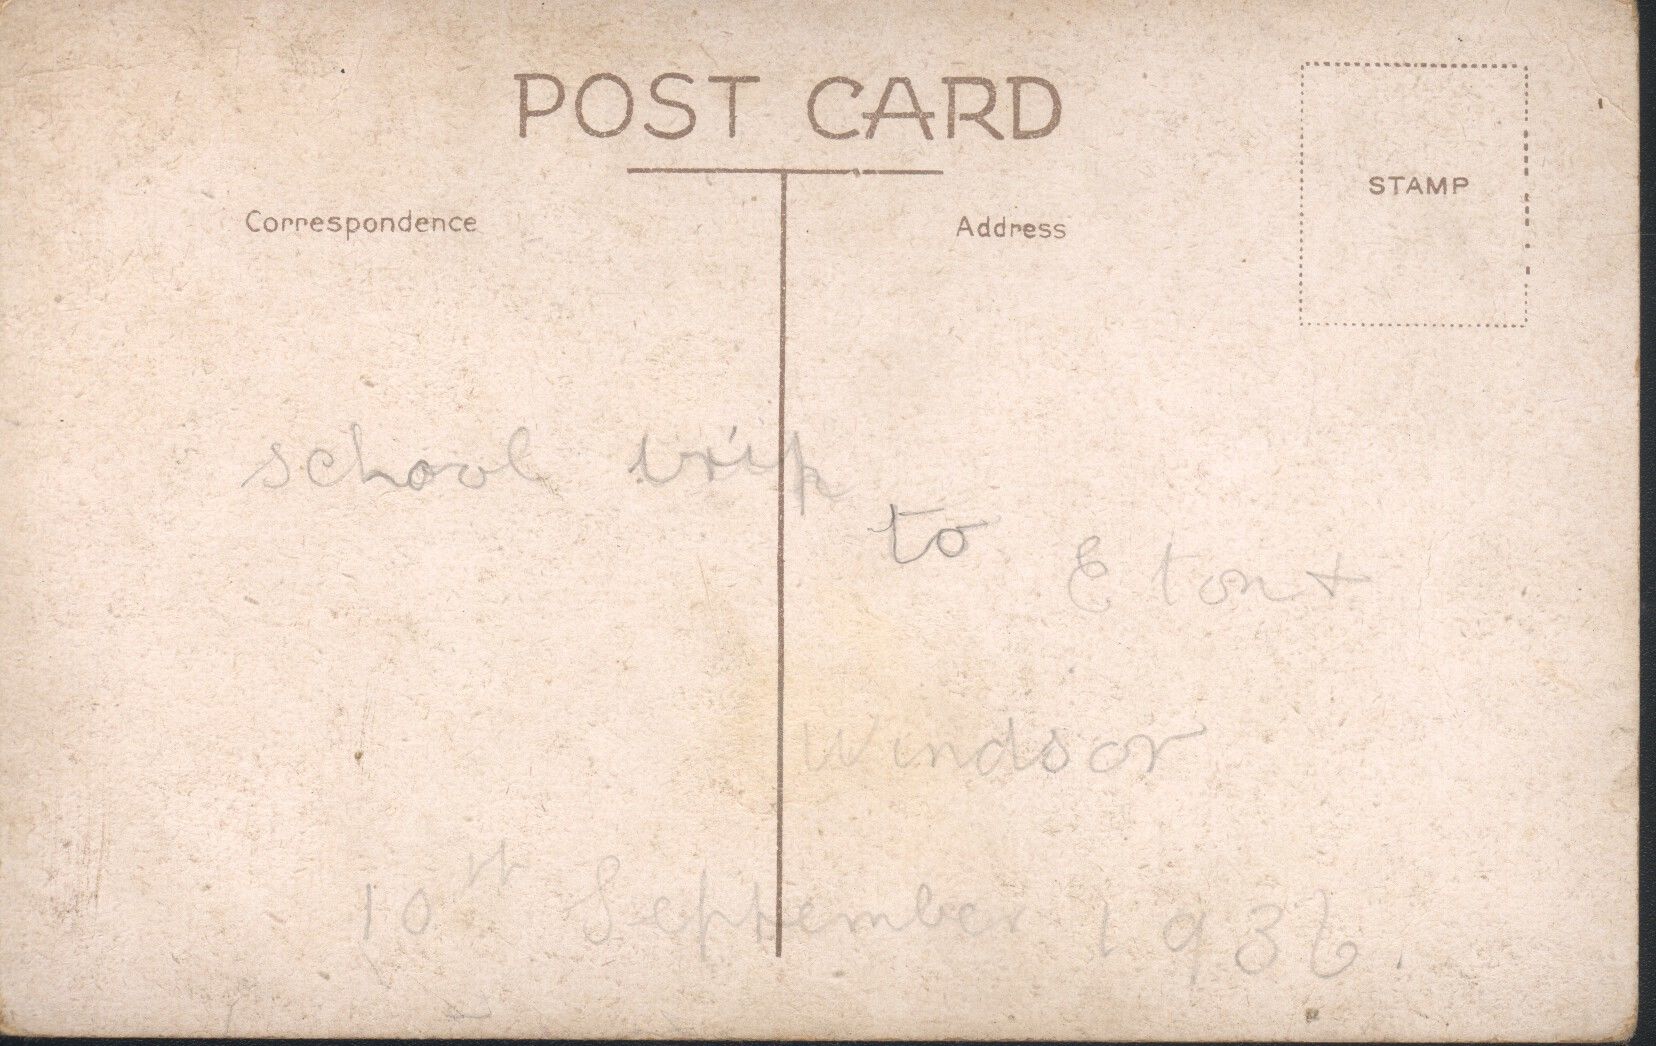 POST CARD
STAMP
Correspondence
Address
school trip to Eton +
Windsor
10th September 1936.